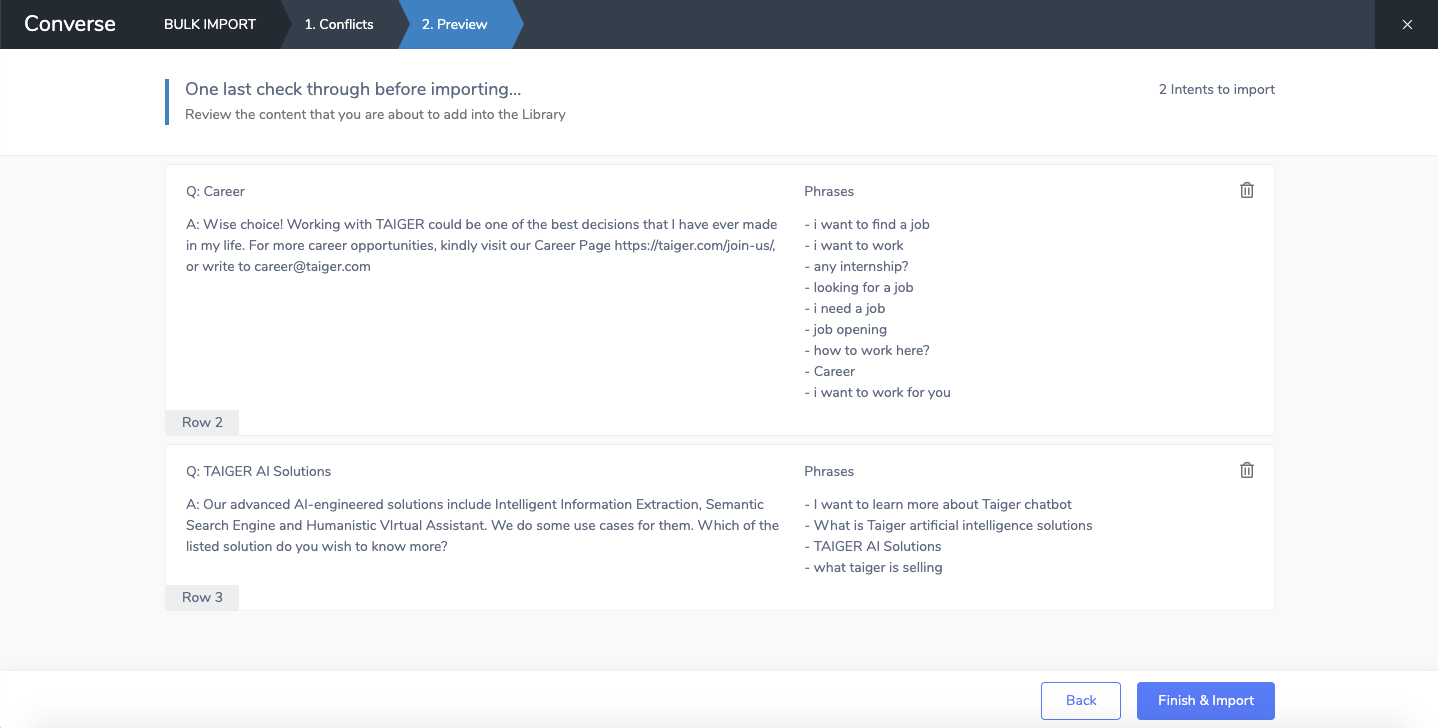 Converse
BULK IMPORT
1. Conflicts
2. Preview
One last check through before importing...
2 Intents to import
Review the content that you are about to add into the Library
Q: Career
A: Wise choice! Working with TAIGER could be one of the best decisions that I have ever made
in my life. For more career opportunities, kindly visit our Career Page https://taiger.com/join-us/,
or write to career@taiger.com
Phrases
- i want to find a job
- i want to work
- any internship?
- looking for a job
- i need a job
- job opening
- how to work here?
- Career
- i want to work for you
Row 2
Q: TAIGER AI Solutions
A: Our advanced AI-engineered solutions include Intelligent Information Extraction, Semantic
Search Engine and Humanistic VIrtual Assistant. We do some use cases for them. Which of the
listed solution do you wish to know more?
Phrases
- I want to learn more about Taiger chatbot
- What is Taiger artificial intelligence solutions
- TAIGER AI Solutions
- what taiger is selling
Row 3
Back
Finish & Import